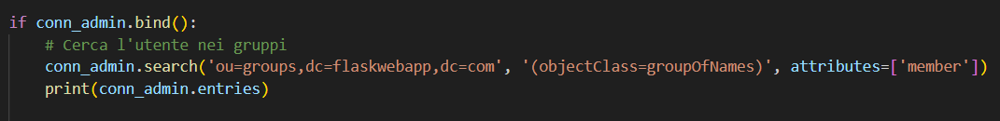 if conn_admin.bind():
# Cerca l'utente nei gruppi
conn_admin.search('ou=groups,dc=flaskwebapp,dc=com', '(objectClass=groupOfNames)', attributes=['member'])
print(conn_admin.entries)